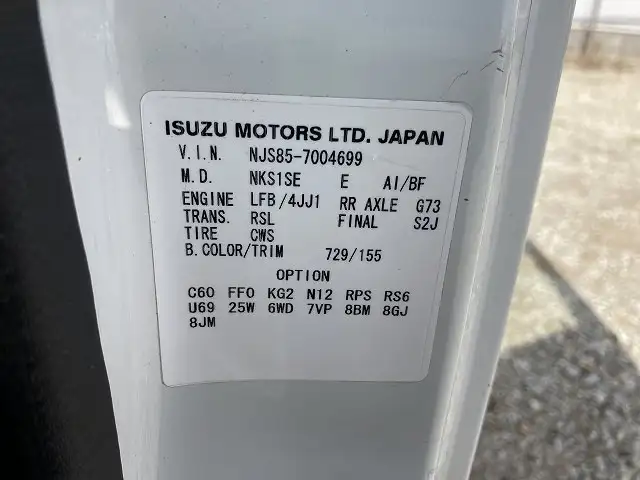 ISUZU MOTORS LTD. JAPAN
V.I.N. NJS85-7004699
M.D. NKS1SE E AI/BF
ENGINE LFB/4JJ1 RR AXLE G73
TRANS. RSL FINAL S2J
TIRE CWS
B.COLOR/TRIM 729/155
OPTION
C60 FF0 KG2 N12 RPS RS6
U69 25W 6WD 7VP 8BM 8GJ
8JM